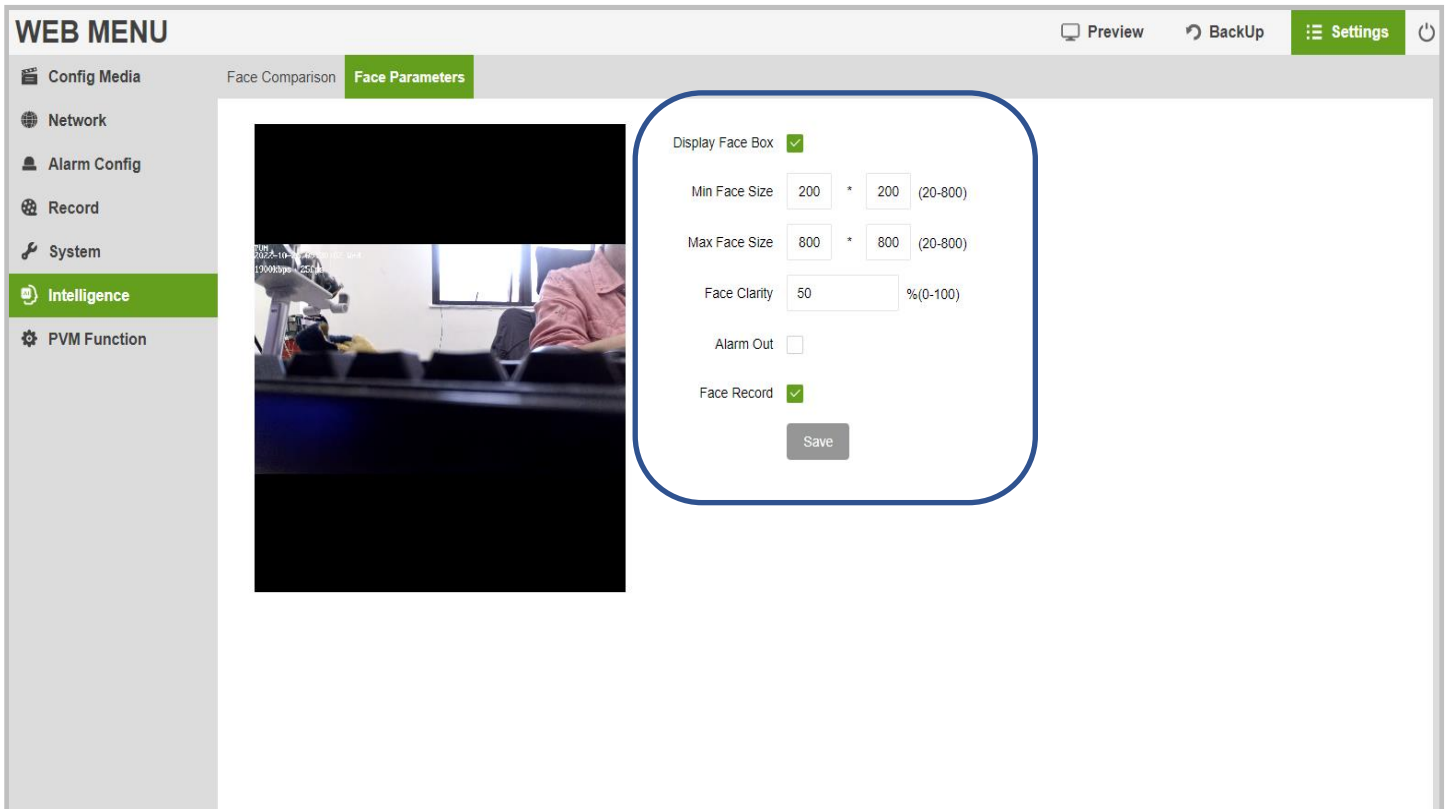 WEB MENU
Preview
BackUp
Settings
Config Media
Network
Alarm Config
Record
System
Intelligence
PVM Function
Face Comparison
Face Parameters
Display Face Box
Min Face Size 200 * 200 (20-800)
Max Face Size 800 * 800 (20-800)
Face Clarity 50 %(0-100)
Alarm Out
Face Record
Save
PVM
1900kbps